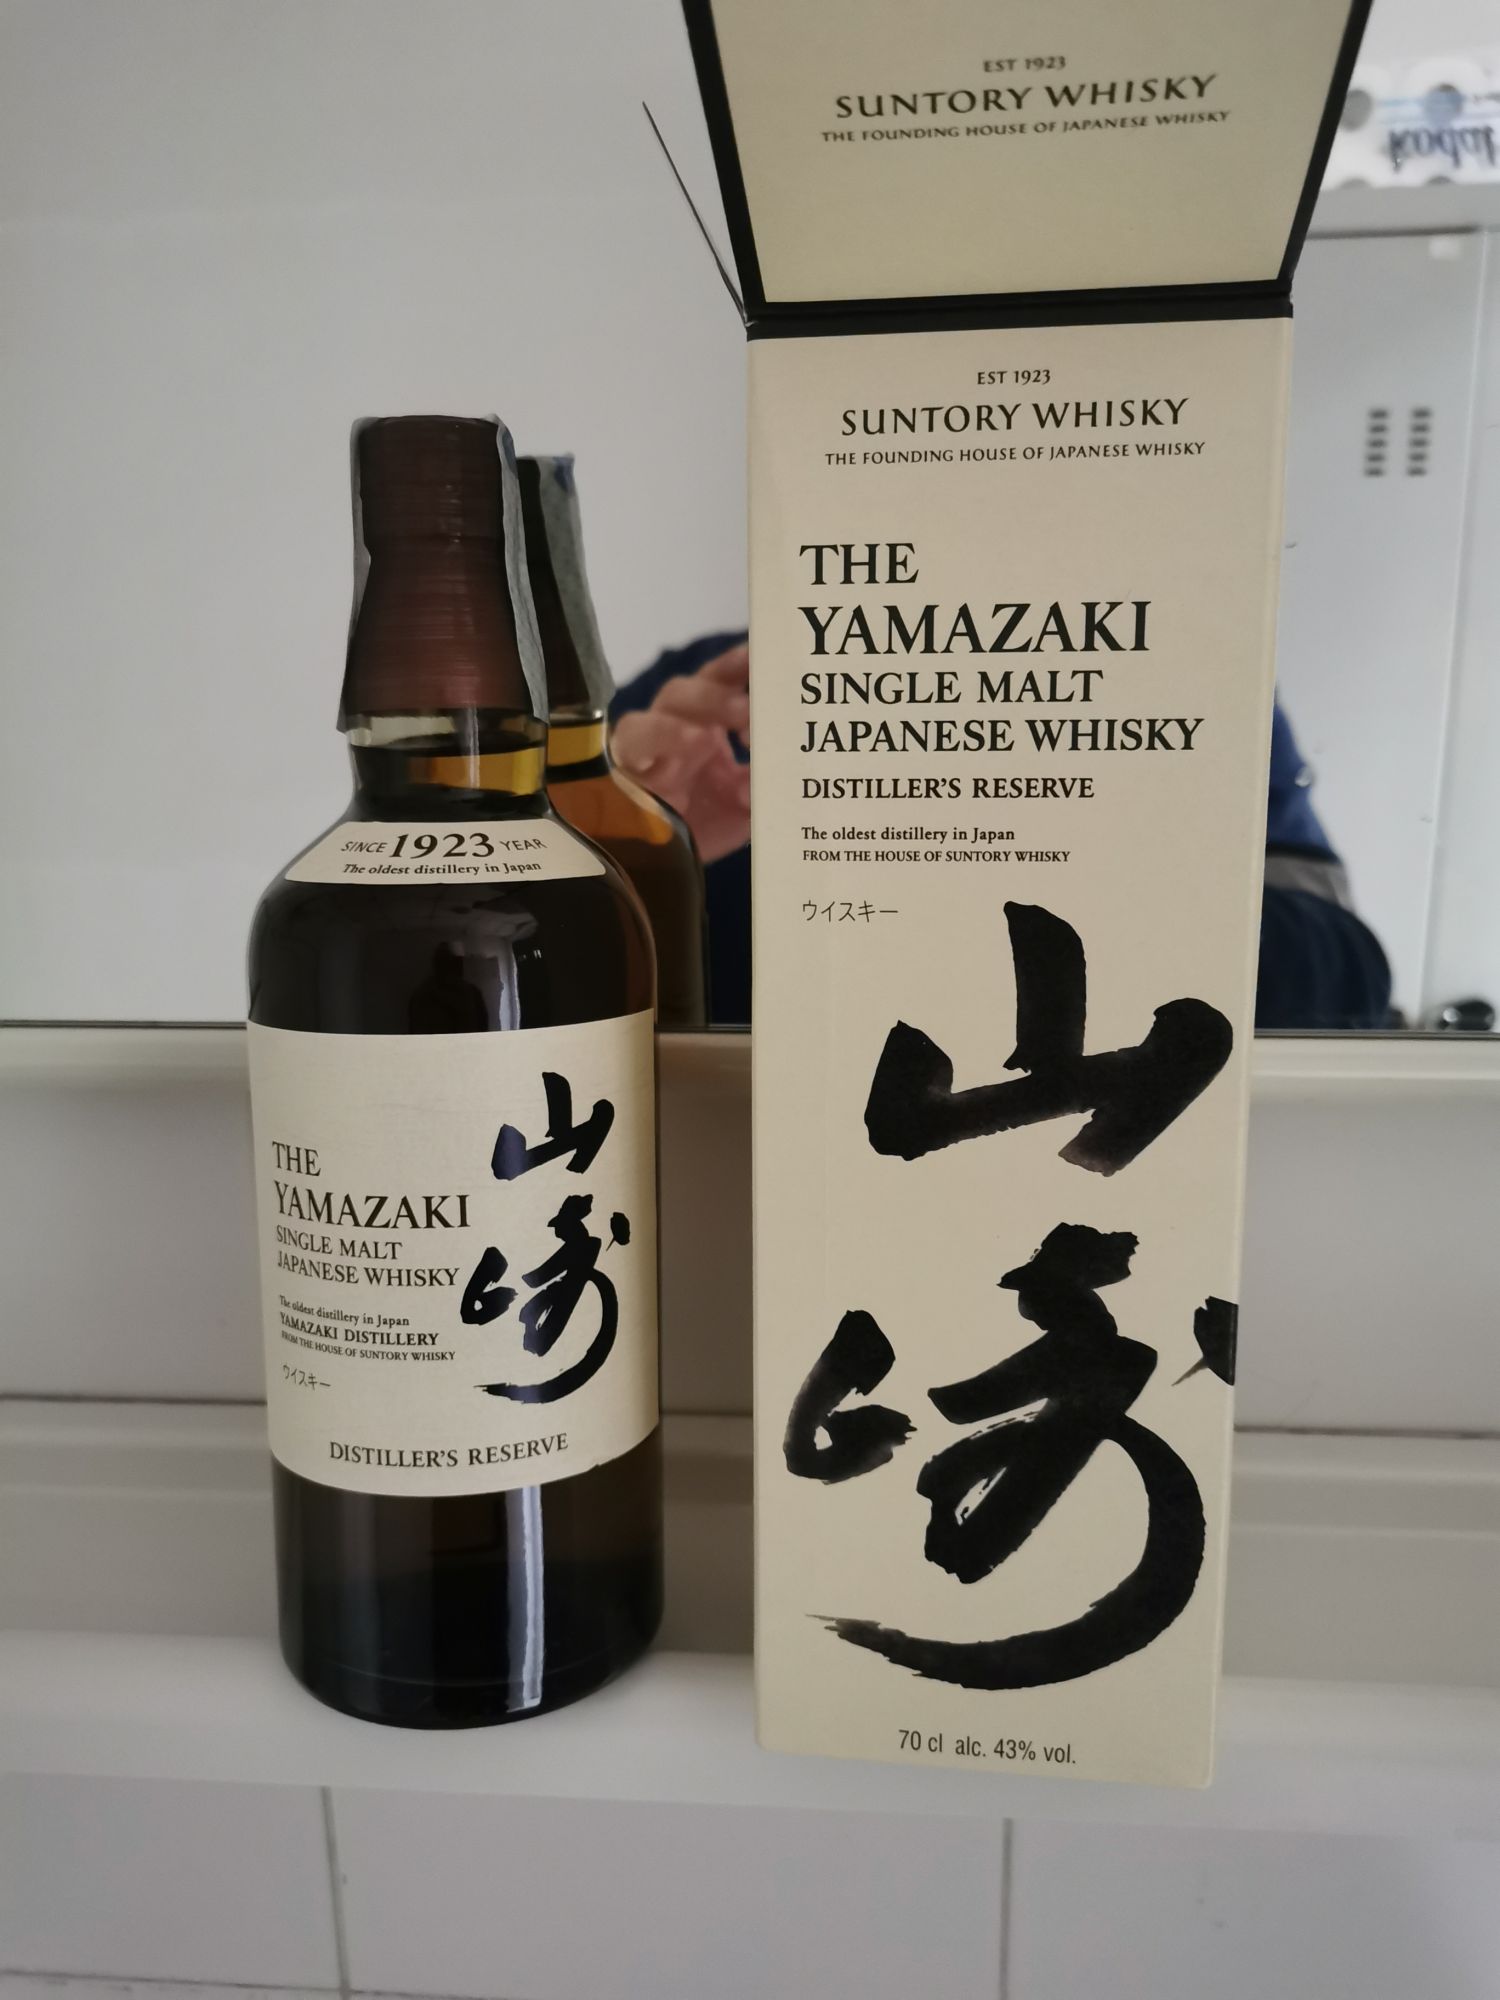 EST 1923
SUNTORY WHISKY
THE FOUNDING HOUSE OF JAPANESE WHISKY
EST 1923
SUNTORY WHISKY
THE FOUNDING HOUSE OF JAPANESE WHISKY
THE
YAMAZAKI
SINGLE MALT
JAPANESE WHISKY
DISTILLER'S RESERVE
The oldest distillery in Japan
FROM THE HOUSE OF SUNTORY WHISKY
ウイスキー
山
崎
70 cl alc. 43% vol.
SINCE 1923 YEAR
The oldest distillery in Japan
山
崎
THE
YAMAZAKI
SINGLE MALT
JAPANESE WHISKY
The oldest distillery in Japan
YAMAZAKI DISTILLERY
FROM THE HOUSE OF SUNTORY WHISKY
ウイスキー
DISTILLER'S RESERVE